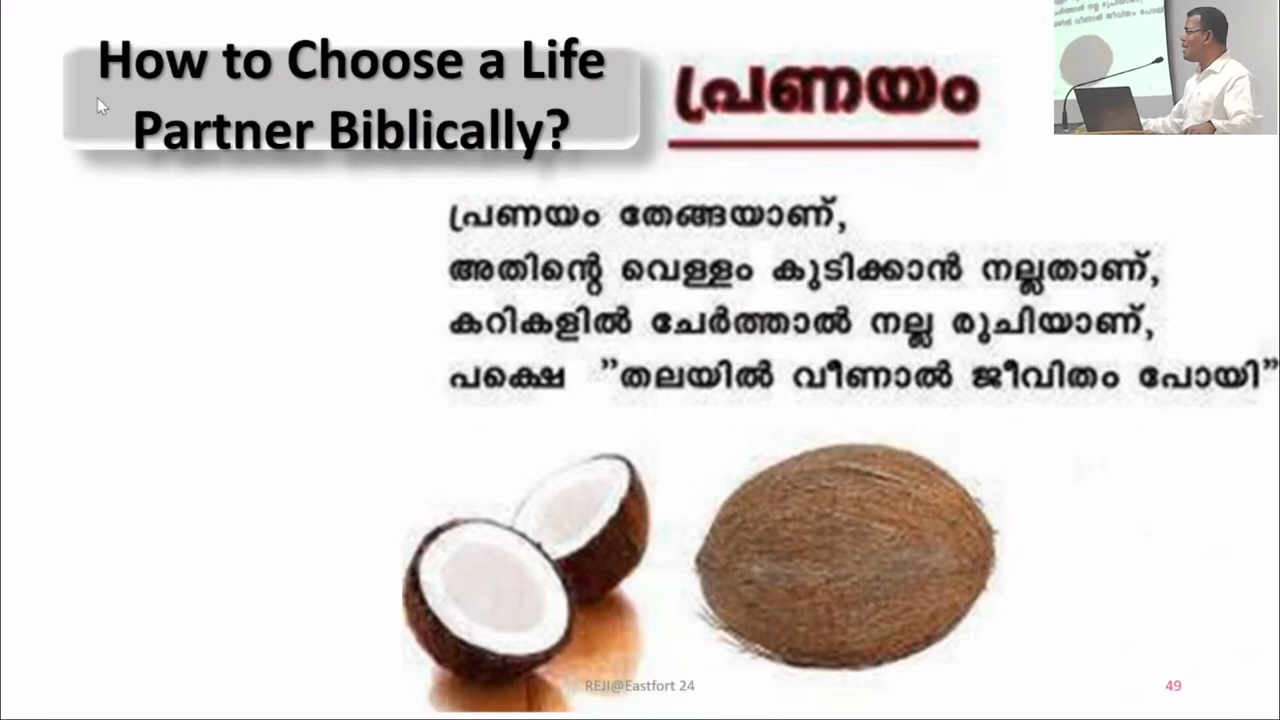 How to Choose a Life
Partner Biblically?
പ്രണയം
പ്രണയം തേങ്ങയാണ്,
അതിന്റെ വെള്ളം കുടിക്കാൻ നല്ലതാണ്,
കറികളിൽ ചേർത്താൽ നല്ല രുചിയാണ്,
പക്ഷെ ”തലയിൽ വീണാൽ ജീവിതം പോയി”
REJI@Eastfort 24
49